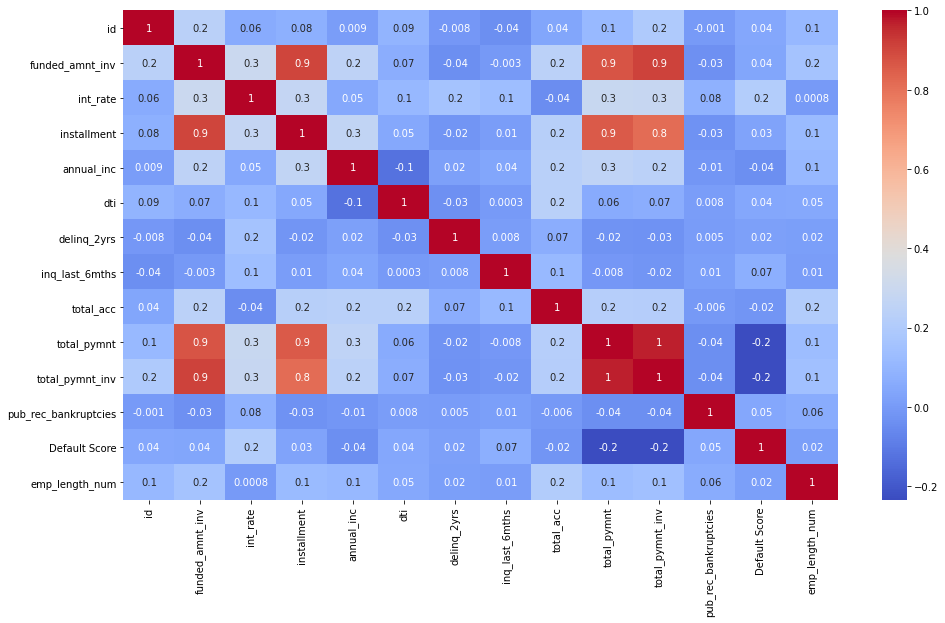 id 1 0.2 0.06 0.08 0.009 0.09 -0.008 -0.04 0.04 0.1 0.2 -0.001 0.04 0.1
funded_amnt_inv 0.2 1 0.3 0.9 0.2 0.07 -0.04 -0.003 0.2 0.9 0.9 -0.03 0.04 0.2
int_rate 0.06 0.3 1 0.3 0.05 0.1 0.2 0.1 -0.04 0.3 0.3 0.08 0.2 0.0008
installment 0.08 0.9 0.3 1 0.3 0.05 -0.02 0.01 0.2 0.9 0.8 -0.03 0.03 0.1
annual_inc 0.009 0.2 0.05 0.3 1 -0.1 0.02 0.04 0.2 0.3 0.2 -0.01 -0.04 0.1
dti 0.09 0.07 0.1 0.05 -0.1 1 -0.03 0.0003 0.2 0.06 0.07 0.008 0.04 0.05
delinq_2yrs -0.008 -0.04 0.2 -0.02 0.02 -0.03 1 0.008 0.07 -0.02 -0.03 0.005 0.02 0.02
inq_last_6mths -0.04 -0.003 0.1 0.01 0.04 0.0003 0.008 1 0.1 -0.008 -0.02 0.01 0.07 0.01
total_acc 0.04 0.2 -0.04 0.2 0.2 0.2 0.07 0.1 1 0.2 0.2 -0.006 -0.02 0.2
total_pymnt 0.1 0.9 0.3 0.9 0.3 0.06 -0.02 -0.008 0.2 1 1 -0.04 -0.2 0.1
total_pymnt_inv 0.2 0.9 0.3 0.8 0.2 0.07 -0.03 -0.02 0.2 1 1 -0.04 -0.2 0.1
pub_rec_bankruptcies -0.001 -0.03 0.08 -0.03 -0.01 0.008 0.005 0.01 -0.006 -0.04 -0.04 1 0.05 0.06
Default Score 0.04 0.04 0.2 0.03 -0.04 0.04 0.02 0.07 -0.02 -0.2 -0.2 0.05 1 0.02
emp_length_num 0.1 0.2 0.0008 0.1 0.1 0.05 0.02 0.01 0.2 0.1 0.1 0.06 0.02 1
id
funded_amnt_inv
int_rate
installment
annual_inc
dti
delinq_2yrs
inq_last_6mths
total_acc
total_pymnt
total_pymnt_inv
pub_rec_bankruptcies
Default Score
emp_length_num
1.0
0.8
0.6
0.4
0.2
0.0
−0.2